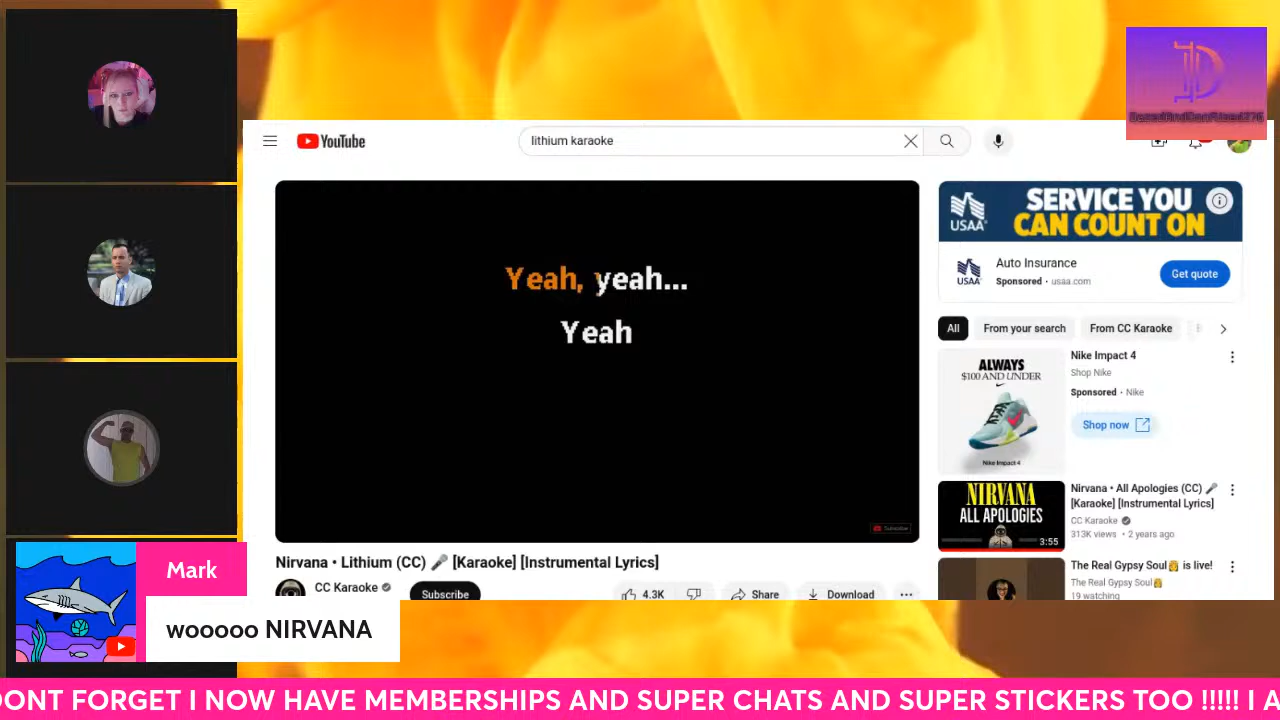 YouTube
lithium karaoke
Yeah, yeah...
Yeah
Subscribe
Nirvana • Lithium (CC) 🎤 [Karaoke] [Instrumental Lyrics]
CC Karaoke
Subscribe
4.3K
Share
Download
USAA
SERVICE YOU
CAN COUNT ON
USAA
Auto Insurance
Sponsored · usaa.com
Get quote
All
From your search
From CC Karaoke
ALWAYS
$100 AND UNDER
Nike Impact 4
Nike Impact 4
Shop Nike
Sponsored · Nike
Shop now
NIRVANA
ALL APOLOGIES
3:55
Nirvana • All Apologies (CC) 🎤
[Karaoke] [Instrumental Lyrics]
CC Karaoke
313K views • 2 years ago
The Real Gypsy Soul👸 is live!
The Real Gypsy Soul👸
19 watching
Mark
wooooo NIRVANA
DONT FORGET I NOW HAVE MEMBERSHIPS AND SUPER CHATS AND SUPER STICKERS TOO !!!!! I A